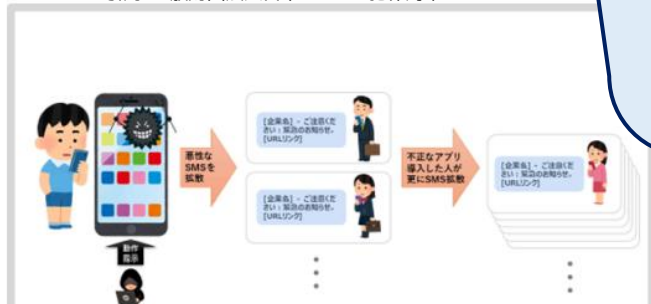 悪性な
SMSを
拡散
動作
指示
[企業名] - ご注意くだ
さい：緊急のお知らせ。
[URLリンク]
[企業名] - ご注意くだ
さい：緊急のお知らせ。
[URLリンク]
不正なアプリ
導入した人が
更にSMS拡散
[企業名] - ご注意くだ
さい：緊急のお知らせ。
[URLリンク]